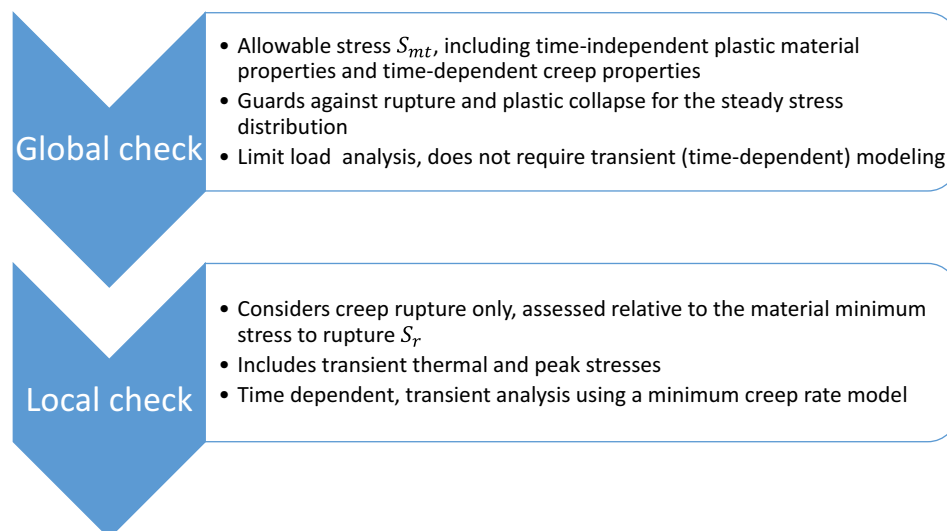 Global check
• Allowable stress S_mt, including time-independent plastic material
properties and time-dependent creep properties
• Guards against rupture and plastic collapse for the steady stress
distribution
• Limit load analysis, does not require transient (time-dependent) modeling
Local check
• Considers creep rupture only, assessed relative to the material minimum
stress to rupture S_r
• Includes transient thermal and peak stresses
• Time dependent, transient analysis using a minimum creep rate model